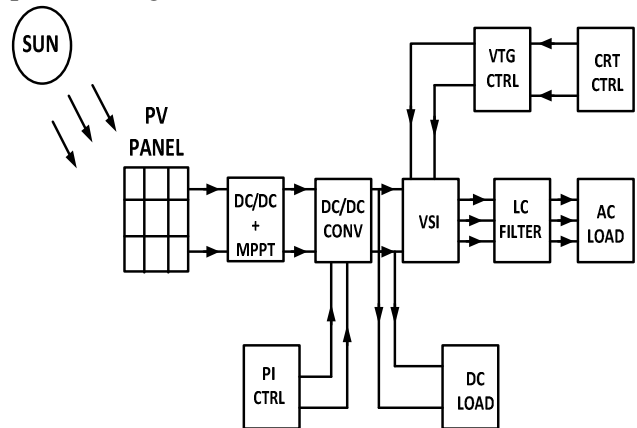 SUN
VTG
CTRL
CRT
CTRL
PV
PANEL
DC/DC
+
MPPT
DC/DC
CONV
VSI
LC
FILTER
AC
LOAD
PI
CTRL
DC
LOAD